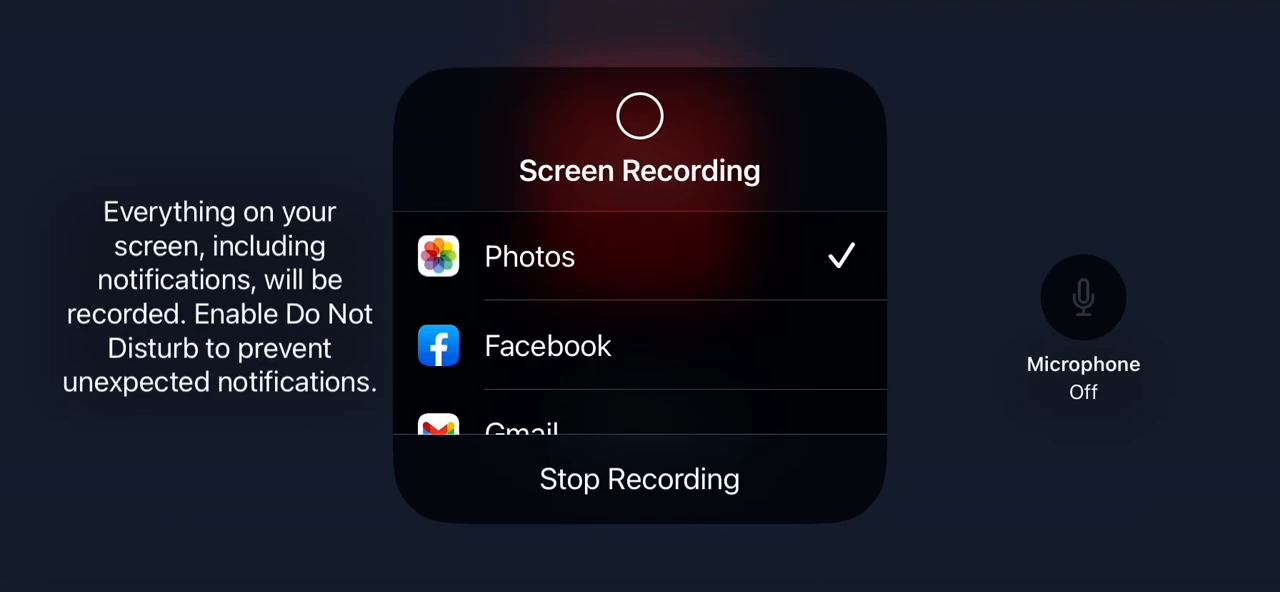 Everything on your
screen, including
notifications, will be
recorded. Enable Do Not
Disturb to prevent
unexpected notifications.
Screen Recording
Photos
Facebook
Gmail
Stop Recording
Microphone
Off